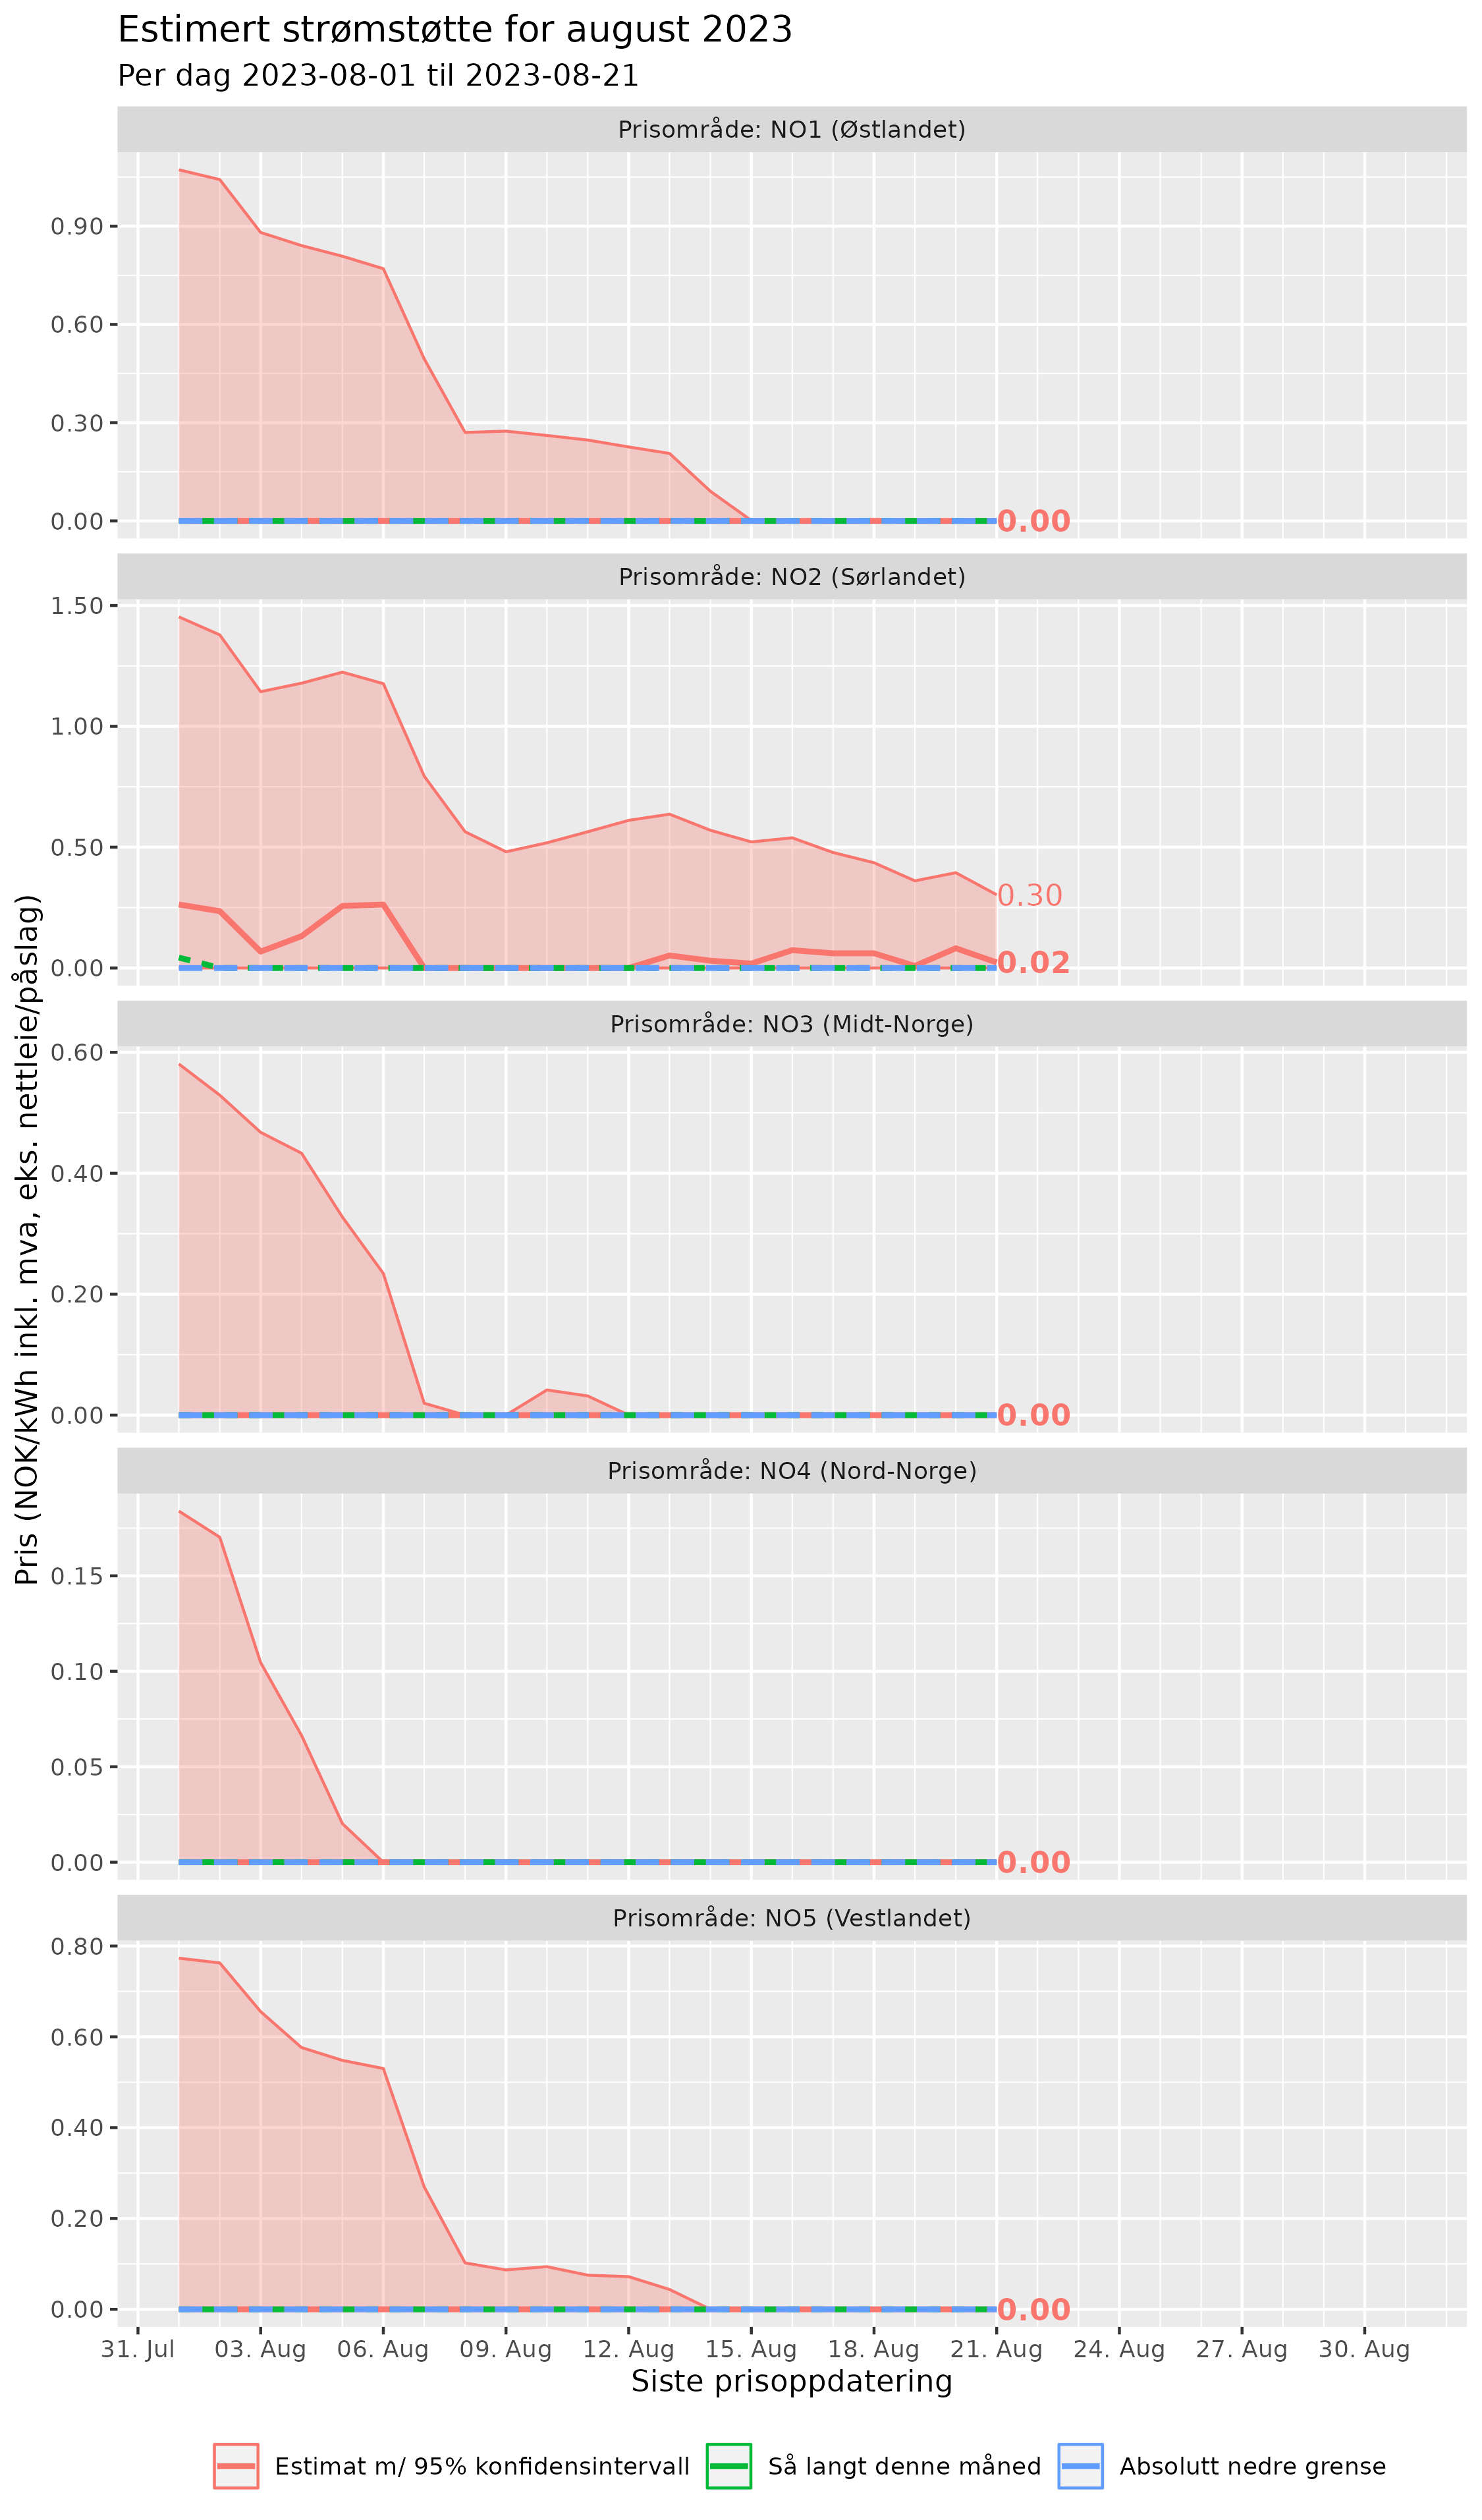 Estimert strømstøtte for august 2023
Per dag 2023-08-01 til 2023-08-21
Pris (NOK/kWh inkl. mva, eks. nettleie/påslag)
Prisområde: NO1 (Østlandet)
0.90
0.60
0.30
0.00
0.00
Prisområde: NO2 (Sørlandet)
1.50
1.00
0.50
0.00
0.30
0.02
Prisområde: NO3 (Midt-Norge)
0.60
0.40
0.20
0.00
0.00
Prisområde: NO4 (Nord-Norge)
0.15
0.10
0.05
0.00
0.00
Prisområde: NO5 (Vestlandet)
0.80
0.60
0.40
0.20
0.00
0.00
31. Jul 03. Aug 06. Aug 09. Aug 12. Aug 15. Aug 18. Aug 21. Aug 24. Aug 27. Aug 30. Aug
Siste prisoppdatering
Estimat m/ 95% konfidensintervall Så langt denne måned Absolutt nedre grense